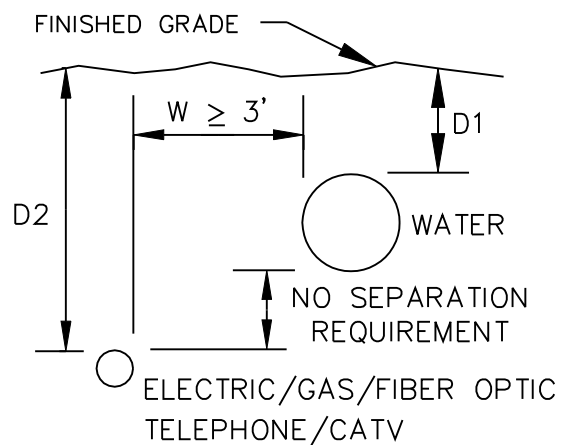 FINISHED GRADE
W ≥ 3'
D1
D2
WATER
NO SEPARATION
REQUIREMENT
ELECTRIC/GAS/FIBER OPTIC
TELEPHONE/CATV